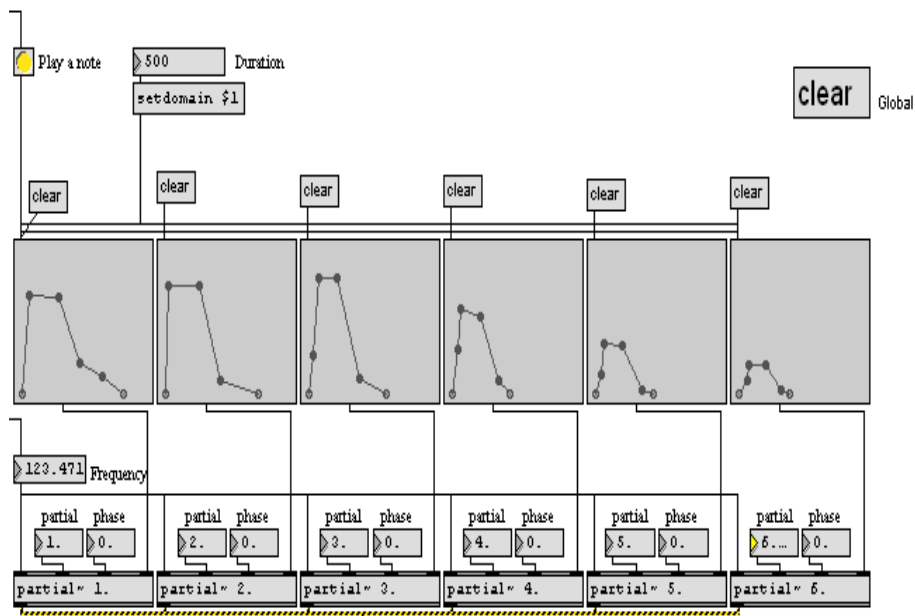 Play a note
500
Duration
setdomain $1
clear
Global
clear
clear
clear
clear
clear
clear
123.471
Frequency
partial phase partial phase partial phase partial phase partial phase partial phase
1. 0. 2. 0. 3. 0. 4. 0. 5. 0. 6.... 0.
partial~ 1. partial~ 2. partial~ 3. partial~ 4. partial~ 5. partial~ 6.